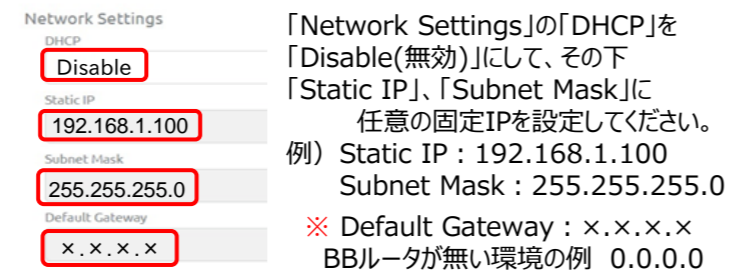 Network Settings
DHCP
Disable
Static IP
192.168.1.100
Subnet Mask
255.255.255.0
Default Gateway
×.×.×.×
「Network Settings」の「DHCP」を
「Disable(無効)」にして、その下
「Static IP」、「Subnet Mask」に
任意の固定IPを設定してください。
例）Static IP：192.168.1.100
Subnet Mask：255.255.255.0
※ Default Gateway：×.×.×.×
BBルータが無い環境の例 0.0.0.0